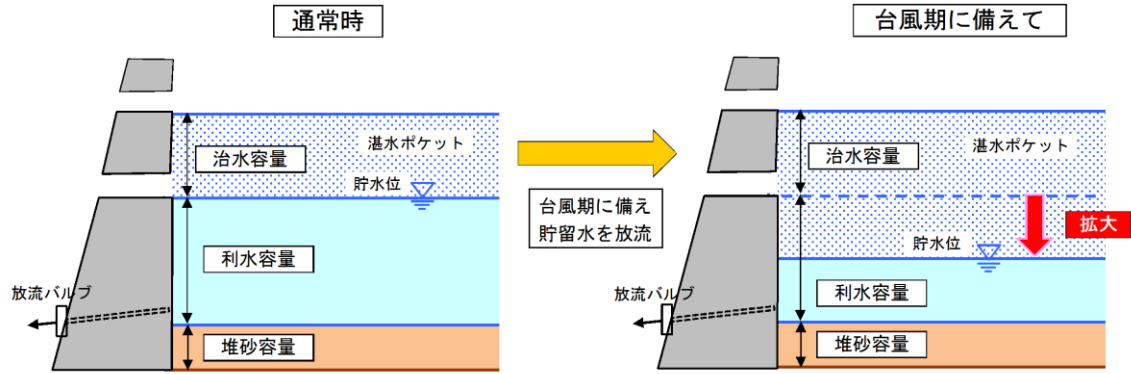 通常時
治水容量
湛水ポケット
貯水位
利水容量
放流バルブ
堆砂容量
台風期に備え
貯留水を放流
台風期に備えて
治水容量
湛水ポケット
拡大
貯水位
利水容量
放流バルブ
堆砂容量